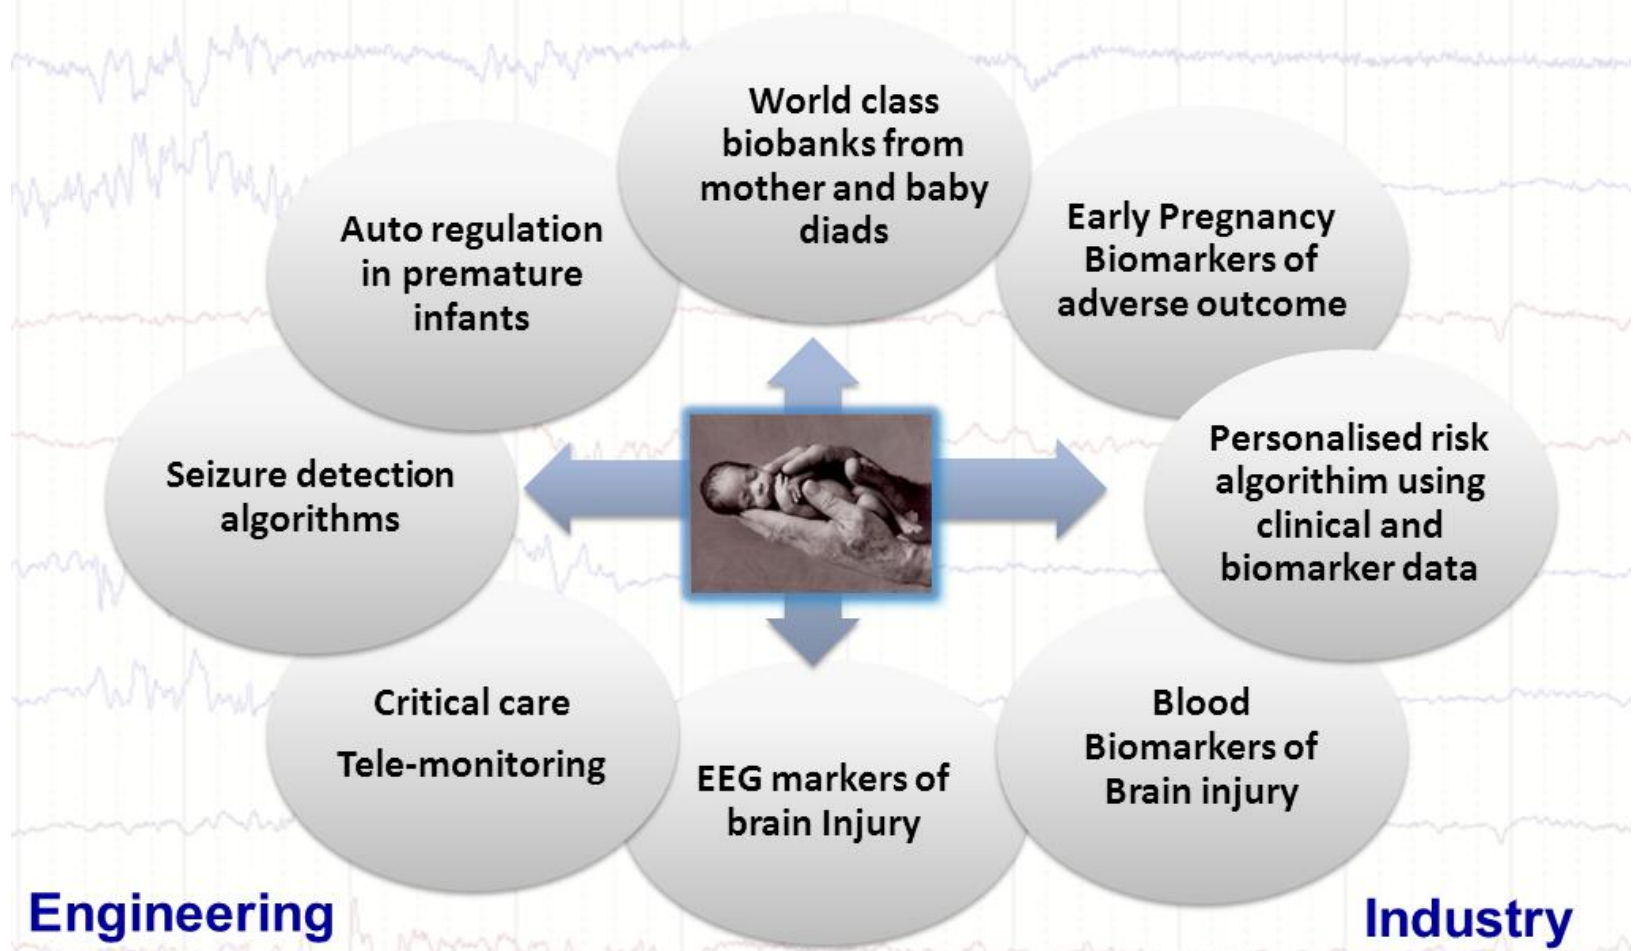 World class
biobanks from
mother and baby
diads
Early Pregnancy
Biomarkers of
adverse outcome
Personalised risk
algorithim using
clinical and
biomarker data
Blood
Biomarkers of
Brain injury
EEG markers of
brain Injury
Critical care
Tele-monitoring
Seizure detection
algorithms
Auto regulation
in premature
infants
Engineering
Industry